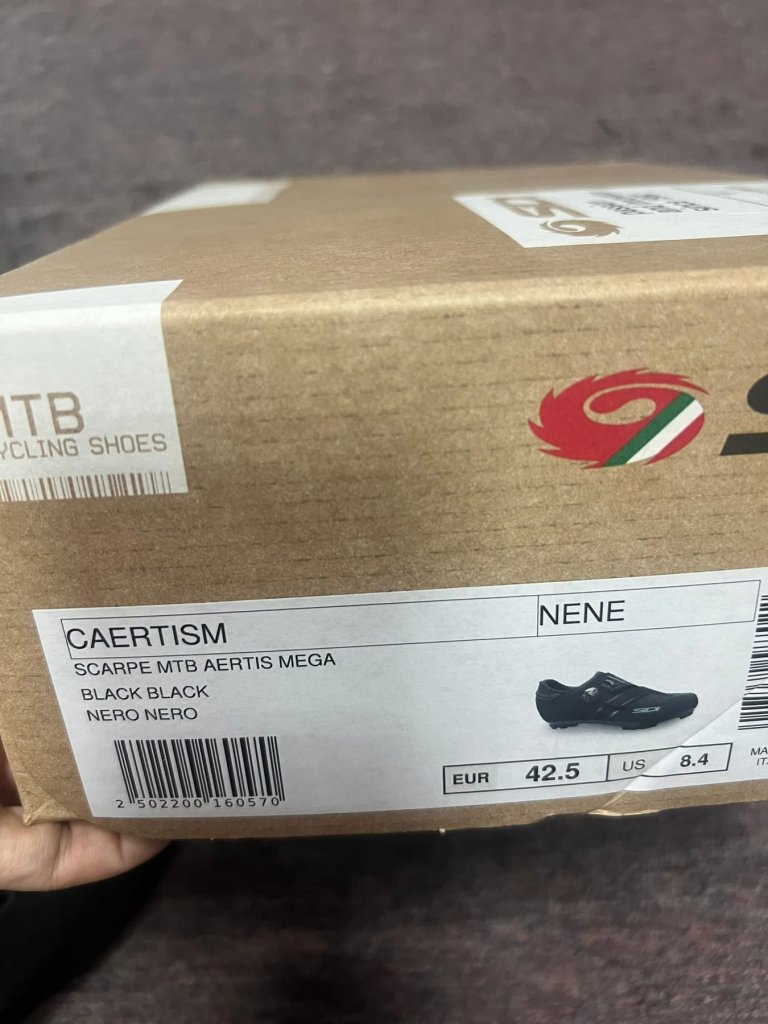 MTB
CYCLING SHOES
CAERTISM
NENE
SCARPE MTB AERTIS MEGA
BLACK BLACK
NERO NERO
2 502200 160570
EUR 42.5 US 8.4